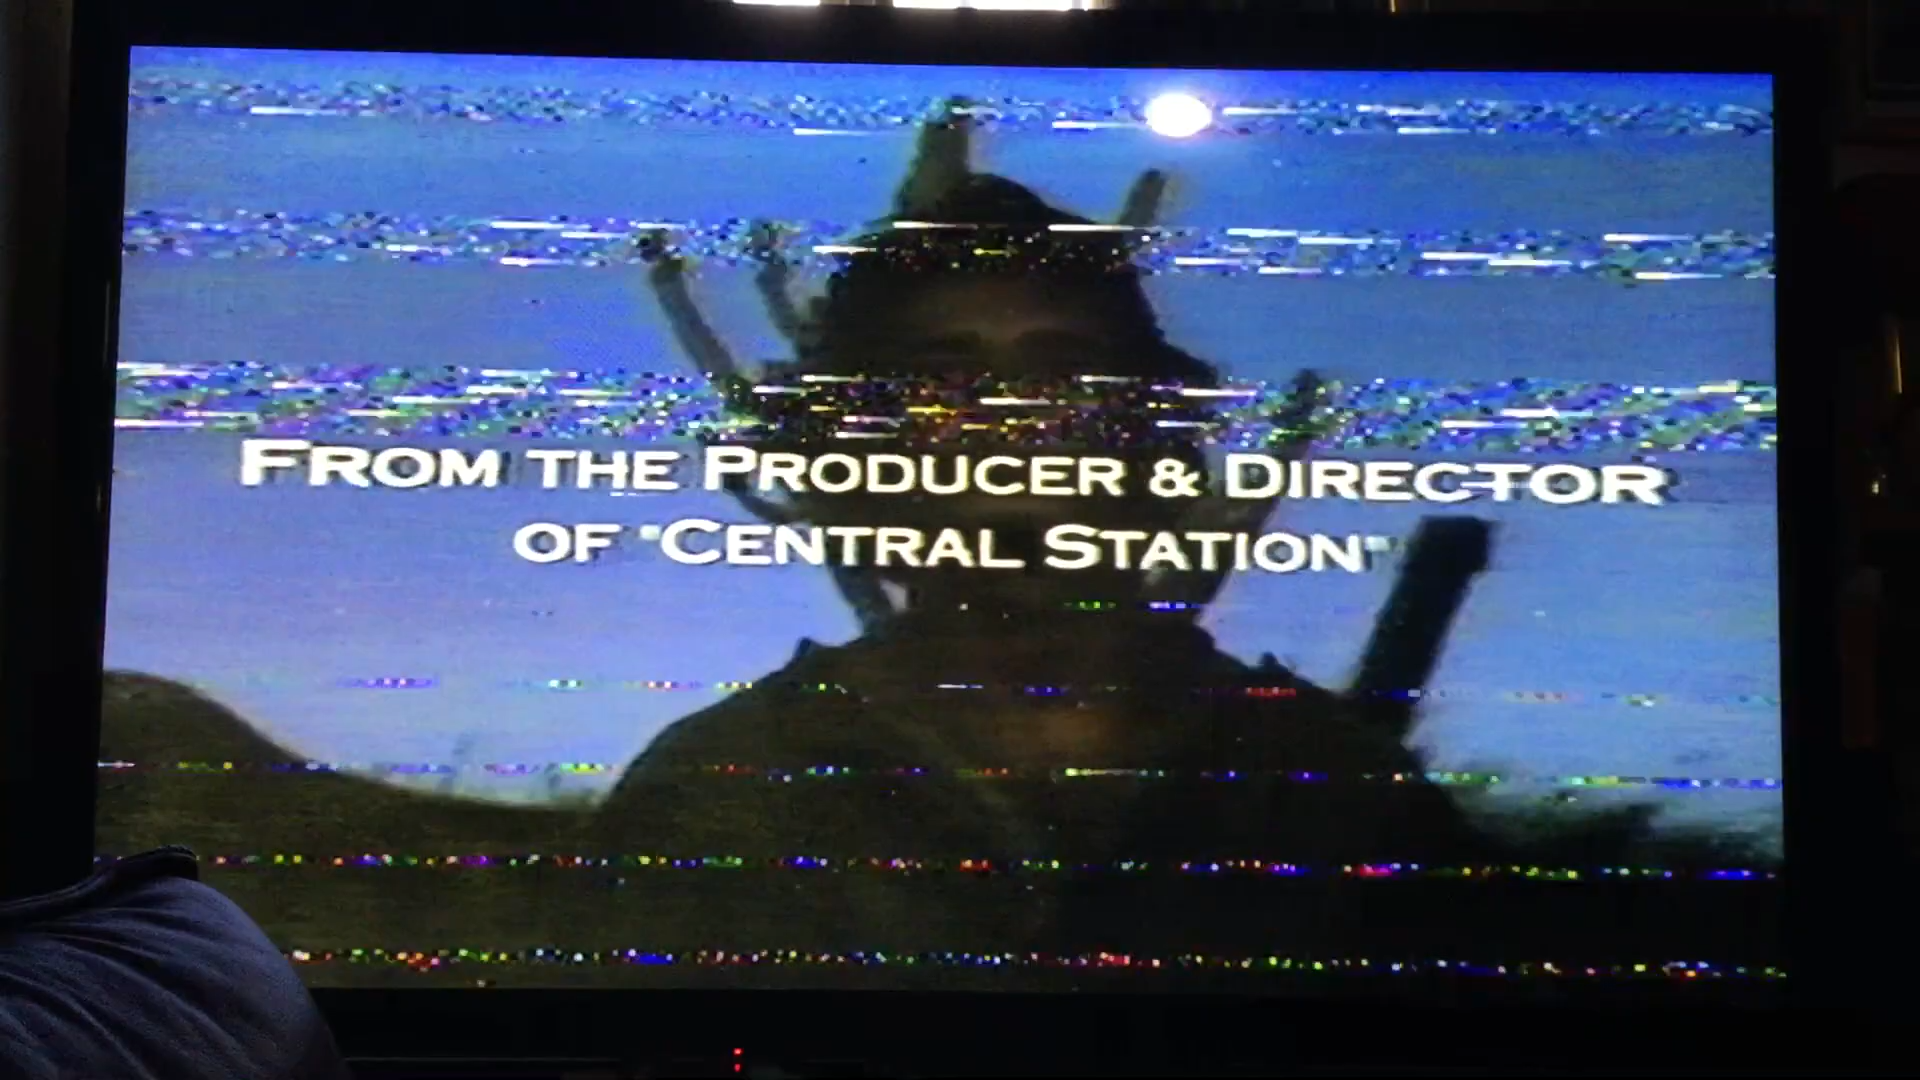 FROM THE PRODUCER & DIRECTOR
OF "CENTRAL STATION"